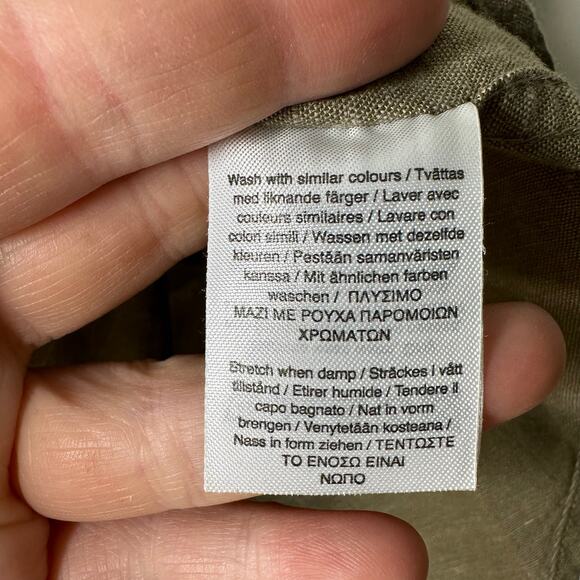 Wash with similar colours / Tvättas
med liknande färger / Laver avec
couleurs similaires / Lavare con
colori simili / Wassen met dezelfde
kleuren / Pestään samanväristen
kanssa / Mit ähnlichen farben
waschen / ΠΛΥΣΙΜΟ
ΜΑΖΙ ΜΕ ΡΟΥΧΑ ΠΑΡΟΜΟΙΩΝ
ΧΡΩΜΑΤΩΝ
Stretch when damp / Sträckes i vått
tillstånd / Etirer humide / Tendere il
capo bagnato / Nat in vorm
brengen / Venytetään kosteana /
Nass in form ziehen / ΤΕΝΤΩΣΤΕ
ΤΟ ΕΝΟΣΩ ΕΙΝΑΙ
ΝΩΠΟ